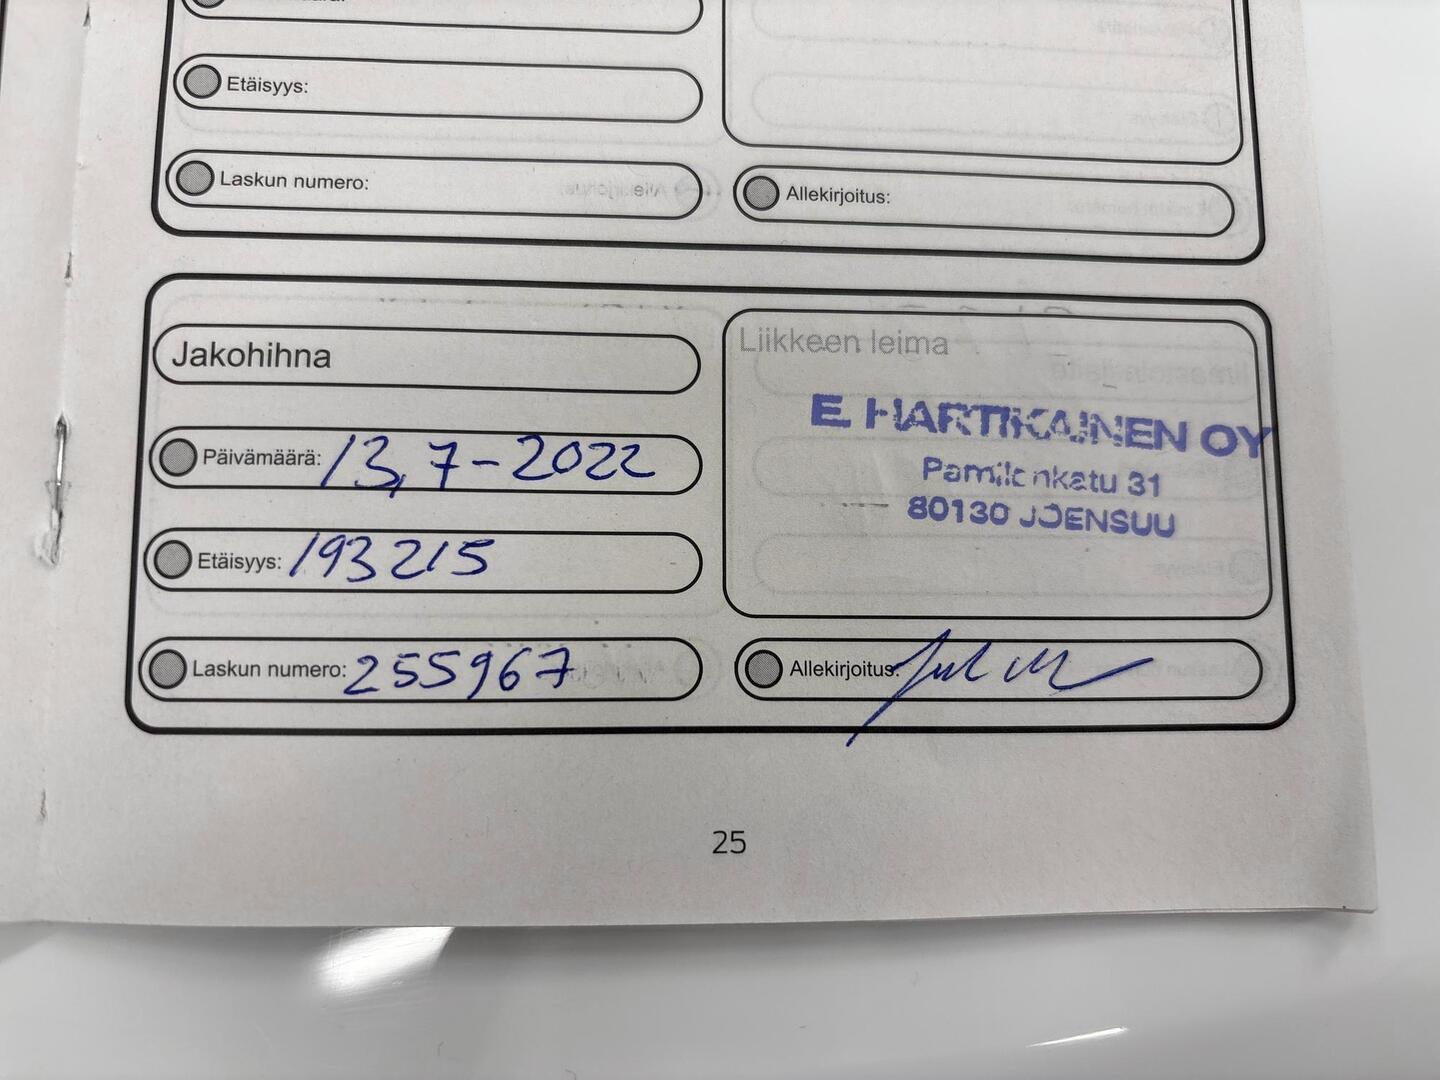 Etäisyys:
Laskun numero:
Allekirjoitus:
Jakohihna
Liikkeen leima
E. HARTIKAINEN OY
Pamilonkatu 31
80130 JOENSUU
Päivämäärä: 13,7-2022
Etäisyys: 193215
Laskun numero: 255967
Allekirjoitus:
25